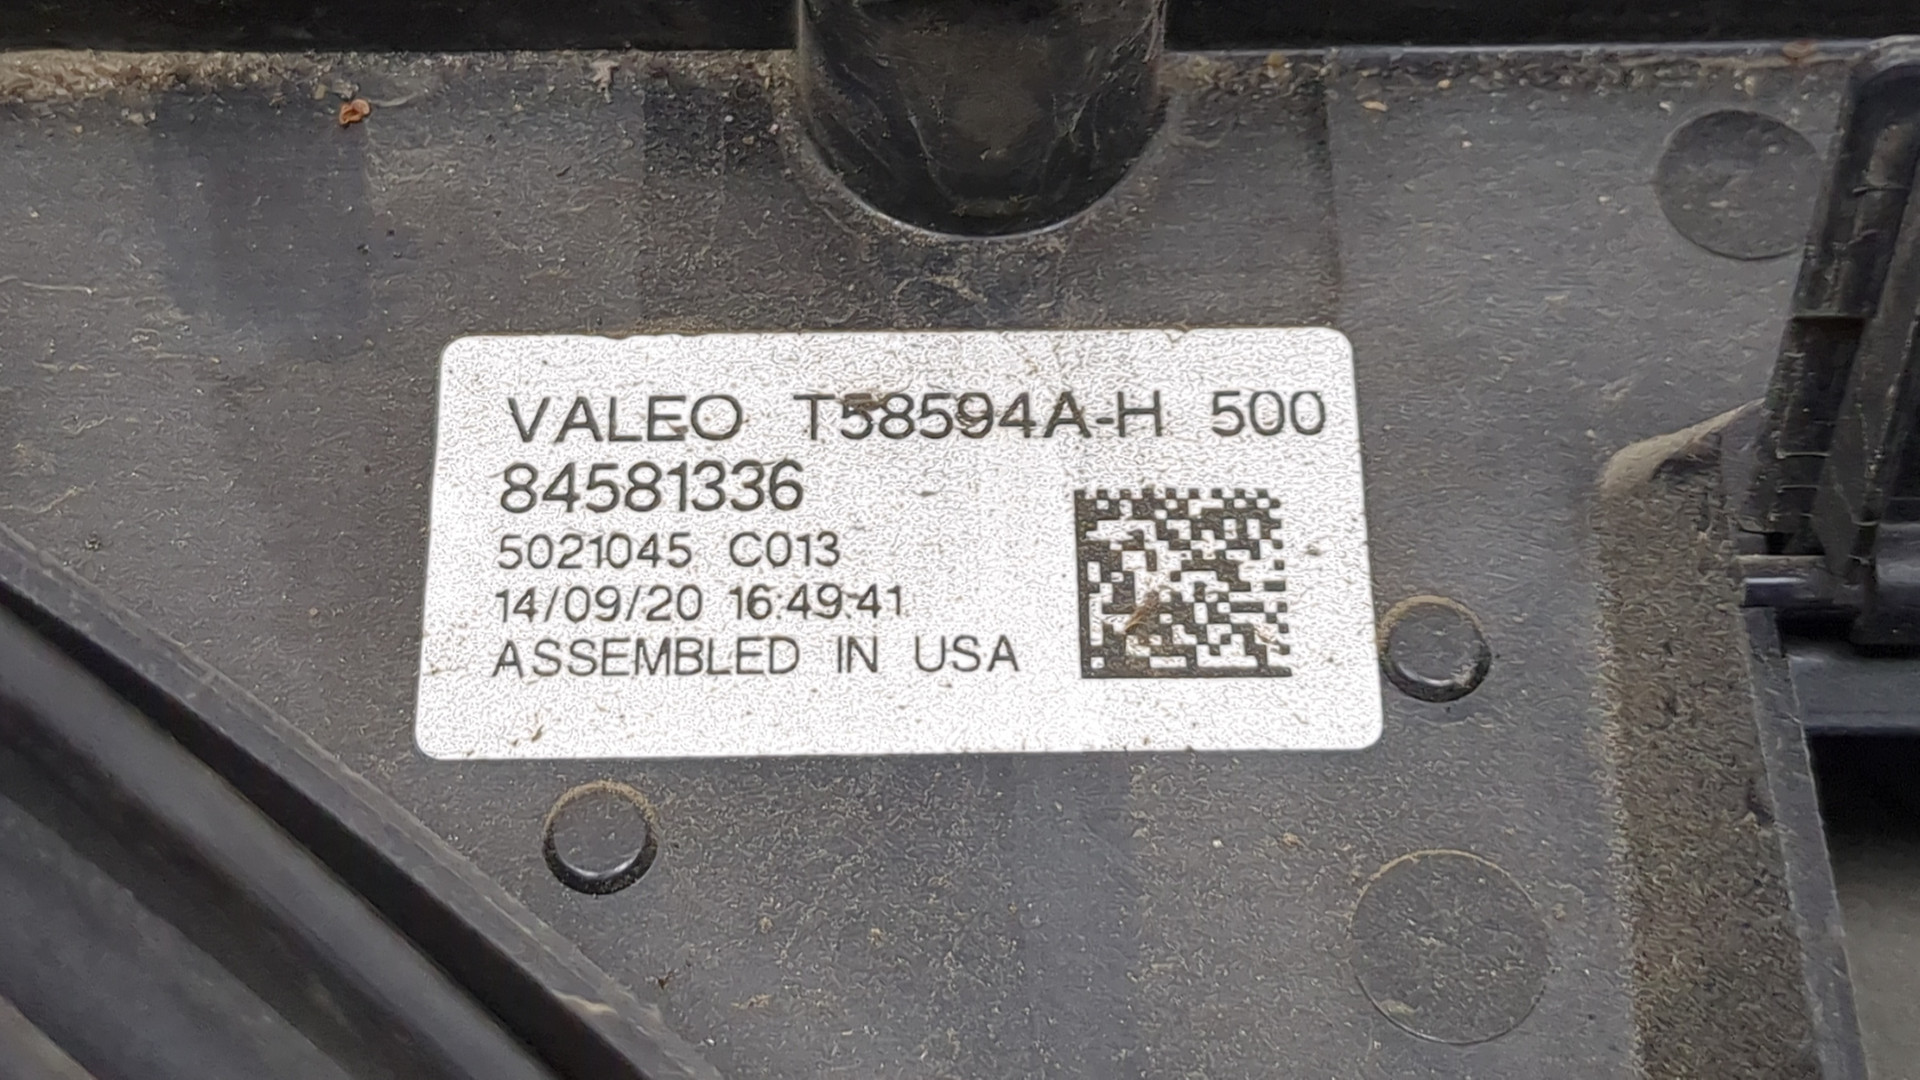 VALEO T58594A-H 500
84581336
5021045 C013
14/09/20 16:49:41
ASSEMBLED IN USA